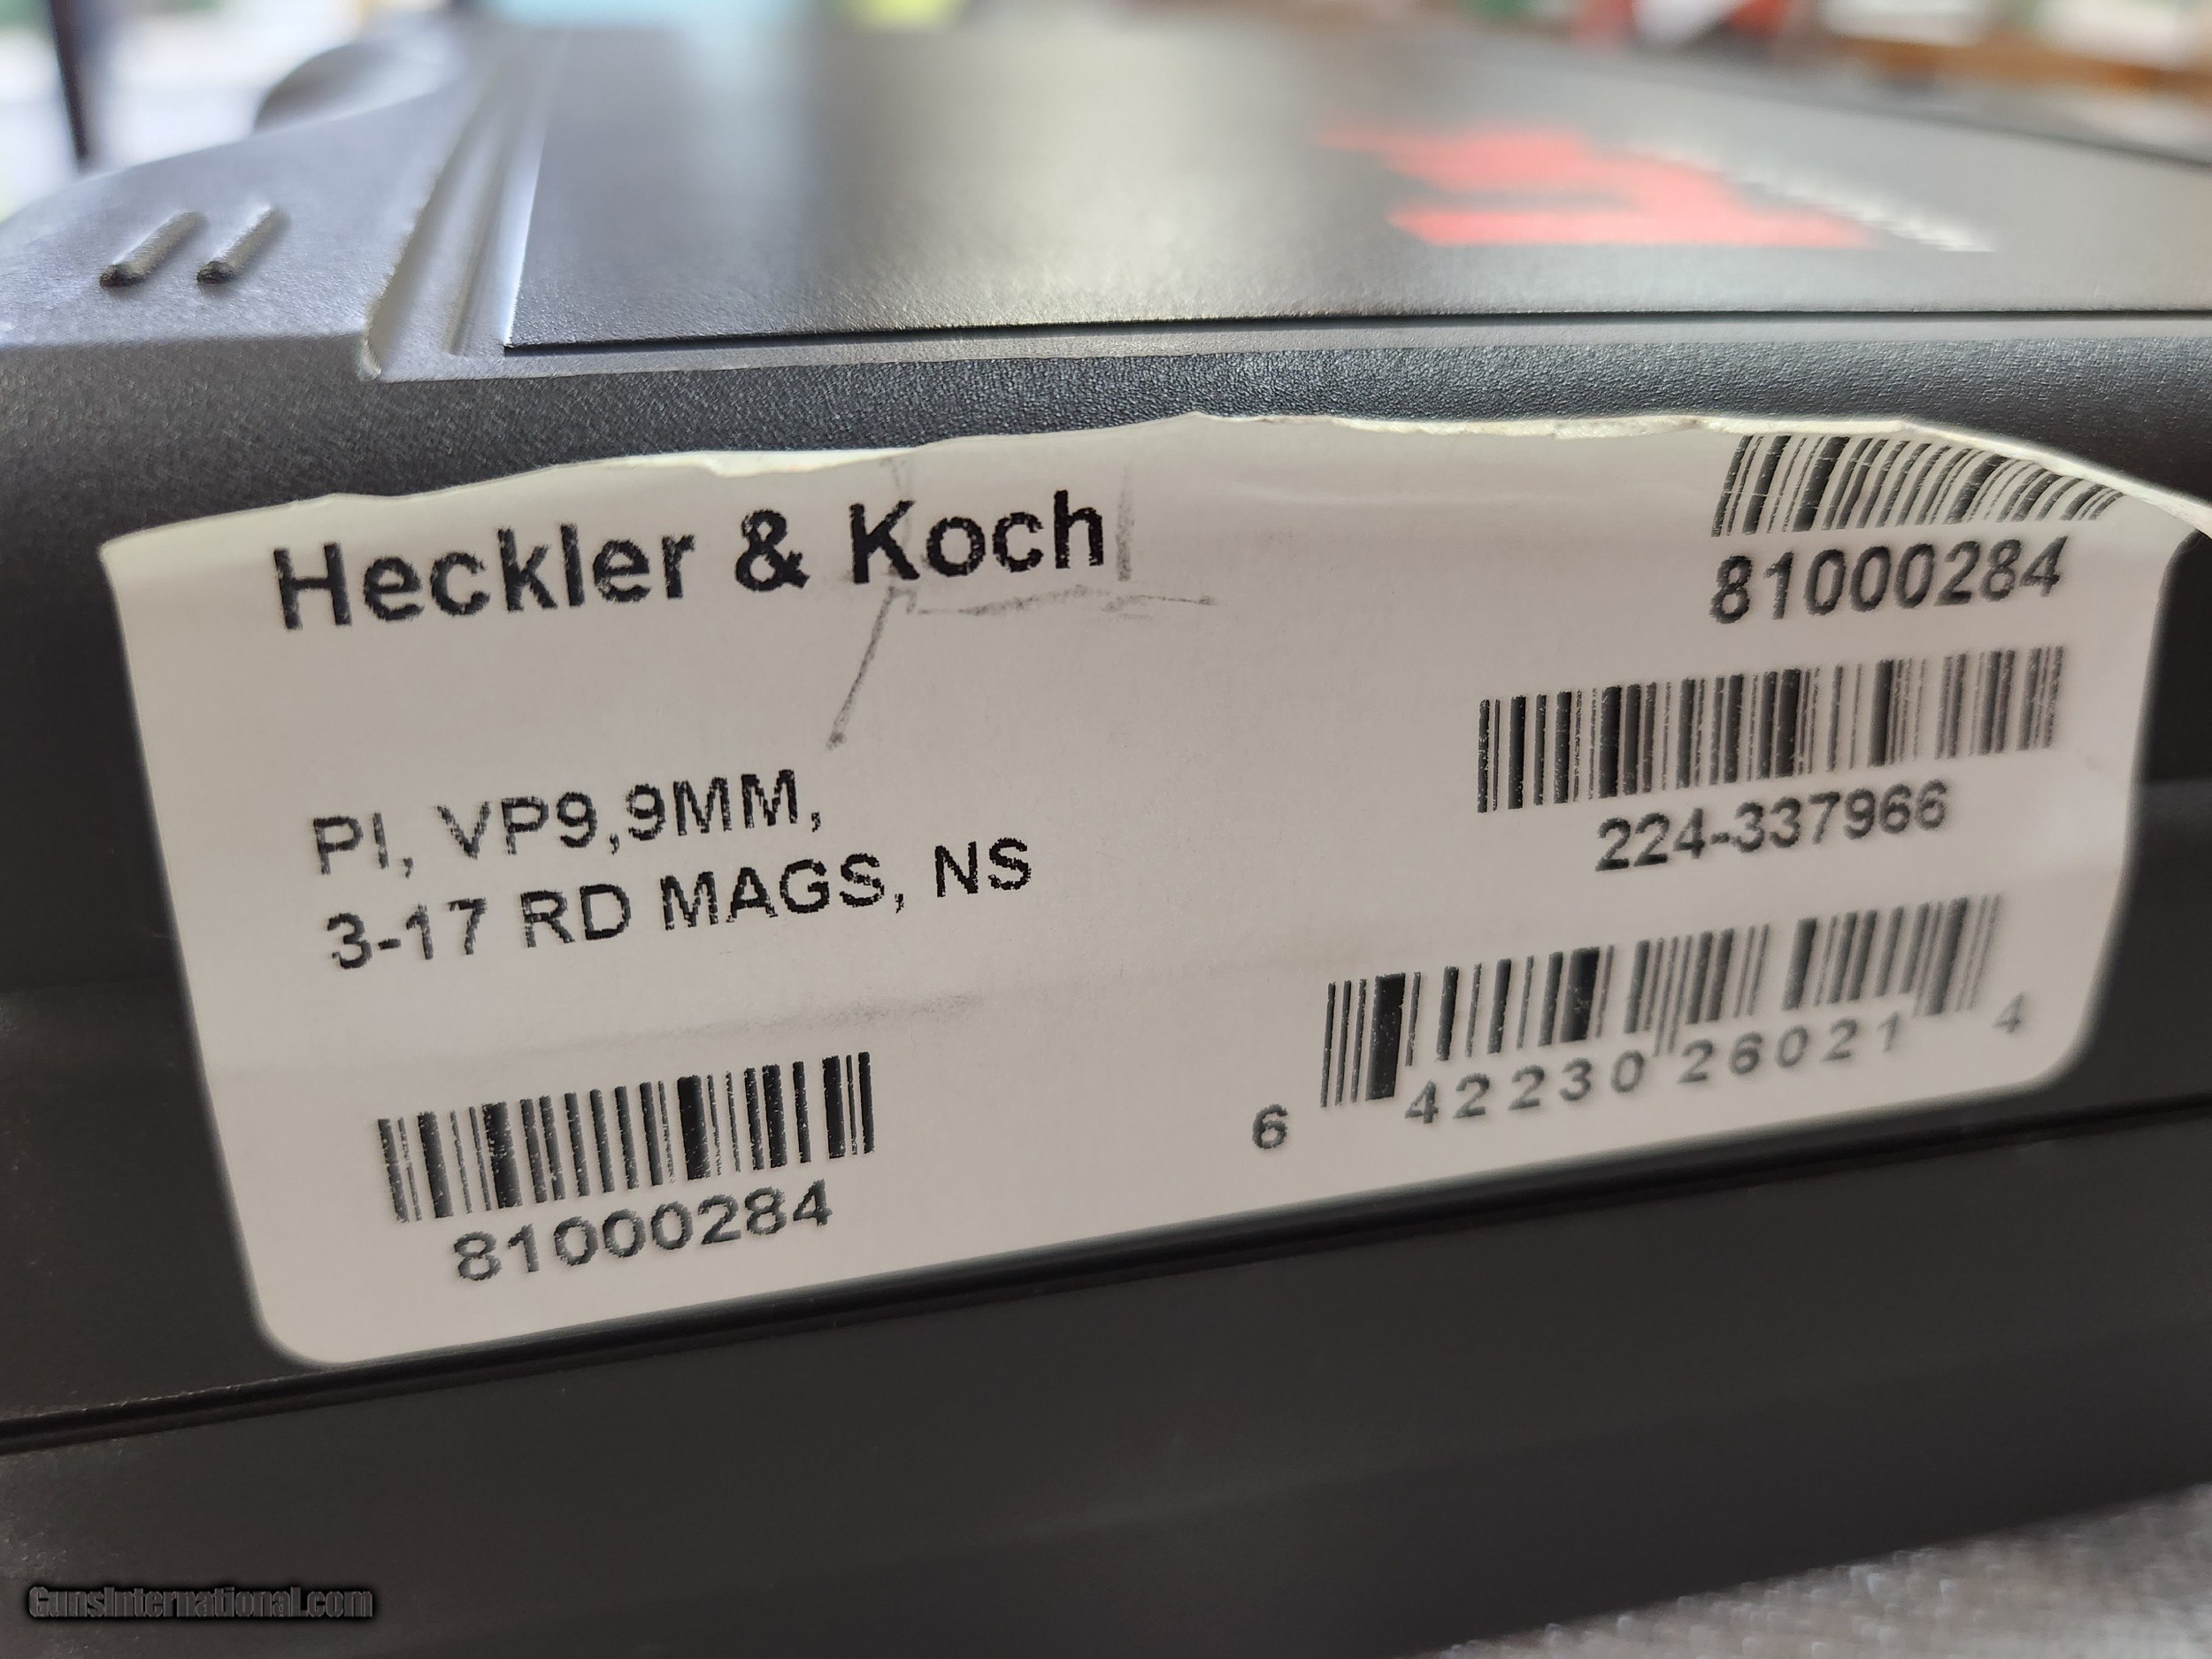 Heckler & Koch
81000284
224-337966
PI, VP9,9MM,
3-17 RD MAGS, NS
6 42230 26021 4
81000284
GunsInternational.com